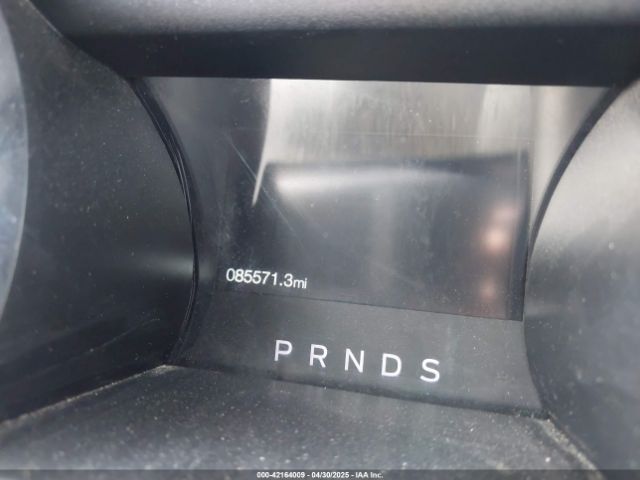 085571.3mi
P R N D S
000-42164009 - 04/30/2025 - IAA Inc.